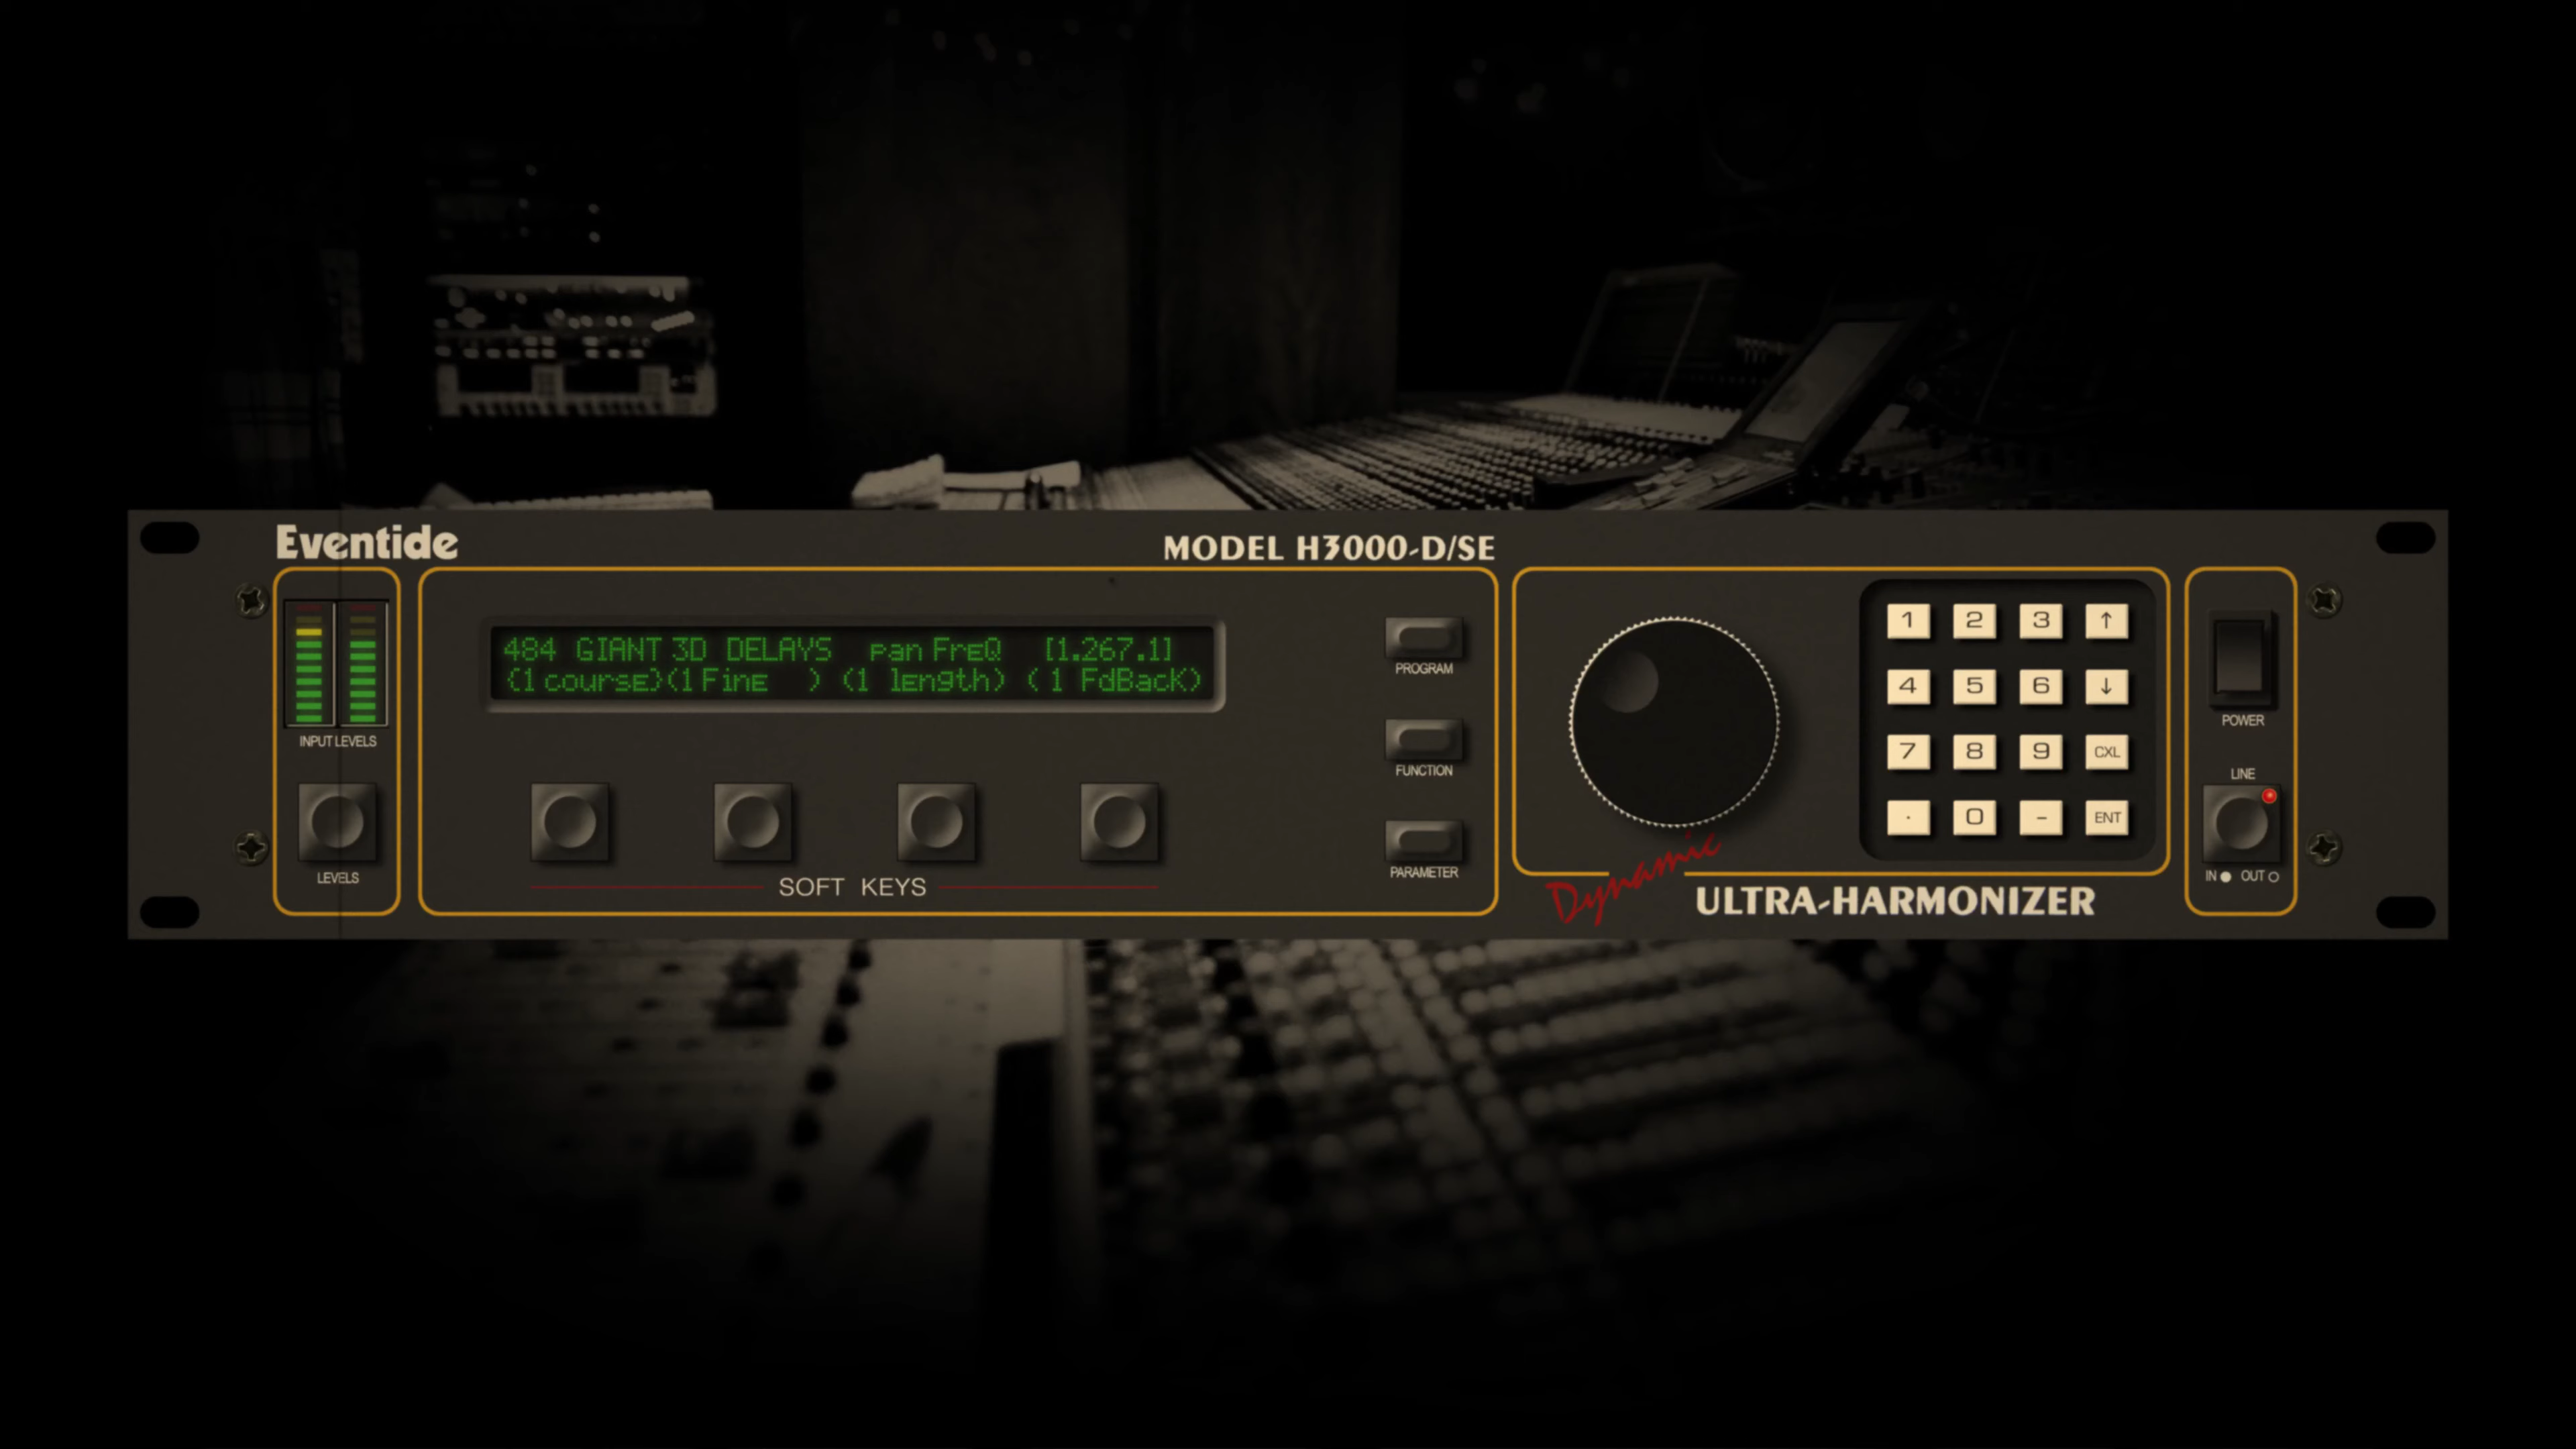 Eventide
MODEL H3000-D/SE
484 GIANT 3D DELAYS pan FreQ [1.267.1]
(1 course)(1 Fine ) (1 length) ( 1 FdBacK)
INPUT LEVELS
LEVELS
SOFT KEYS
PROGRAM
FUNCTION
PARAMETER
1 2 3 ↑
4 5 6 ↓
7 8 9 CXL
. 0 - ENT
Dynamic
ULTRA-HARMONIZER
POWER
LINE
IN OUT